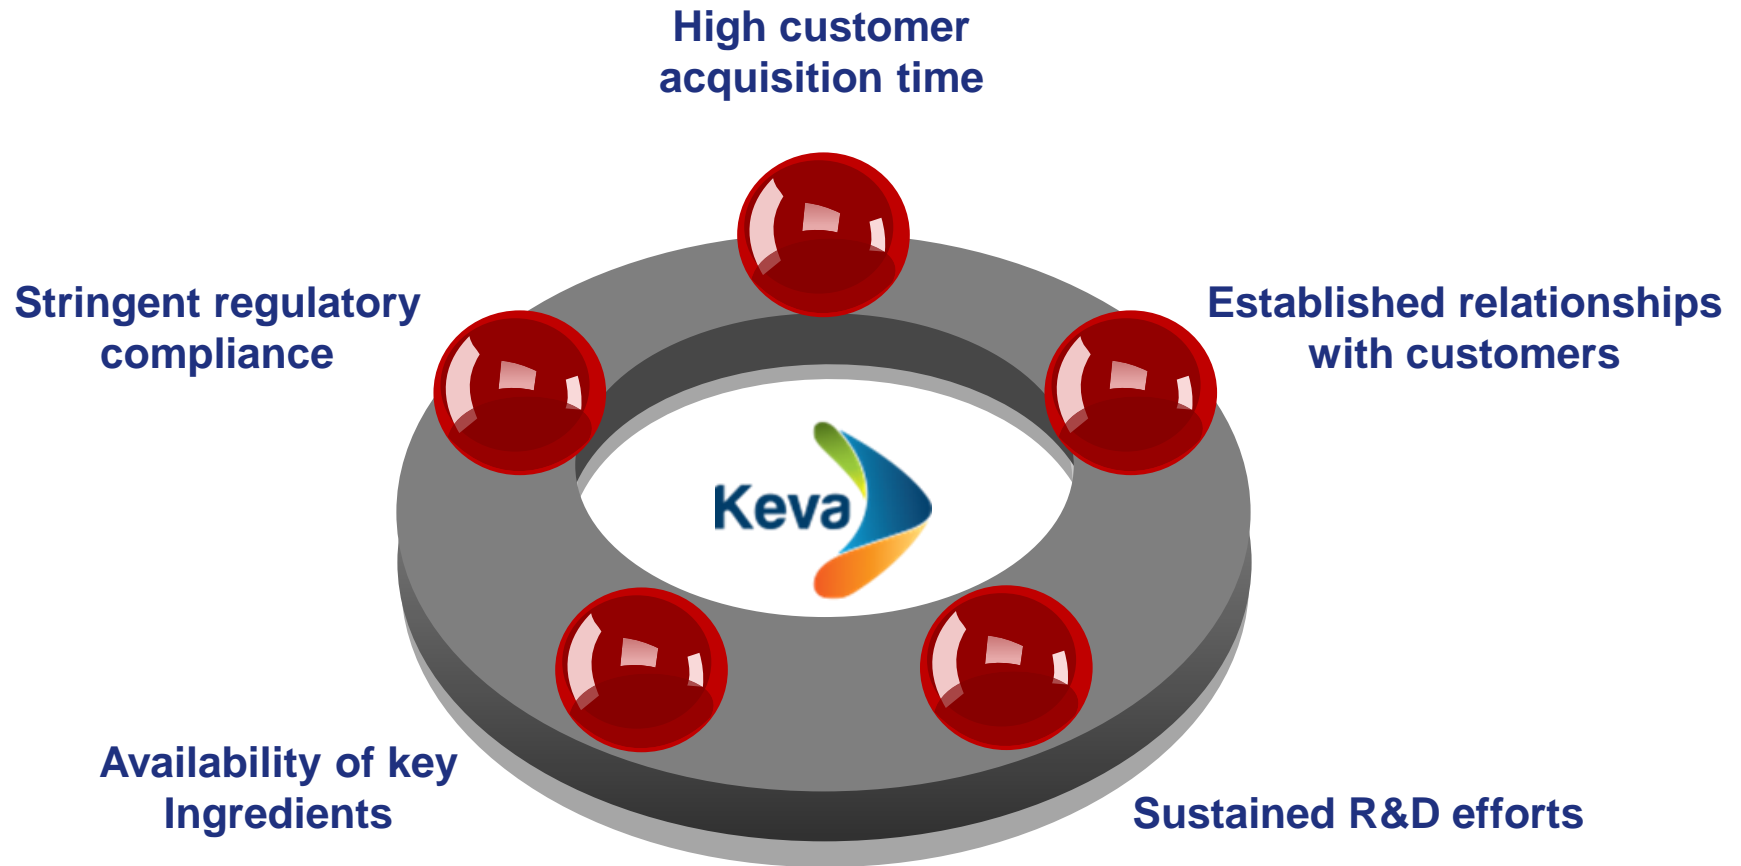 High customer
acquisition time
Stringent regulatory
compliance
Established relationships
with customers
Keva
Availability of key
Ingredients
Sustained R&D efforts